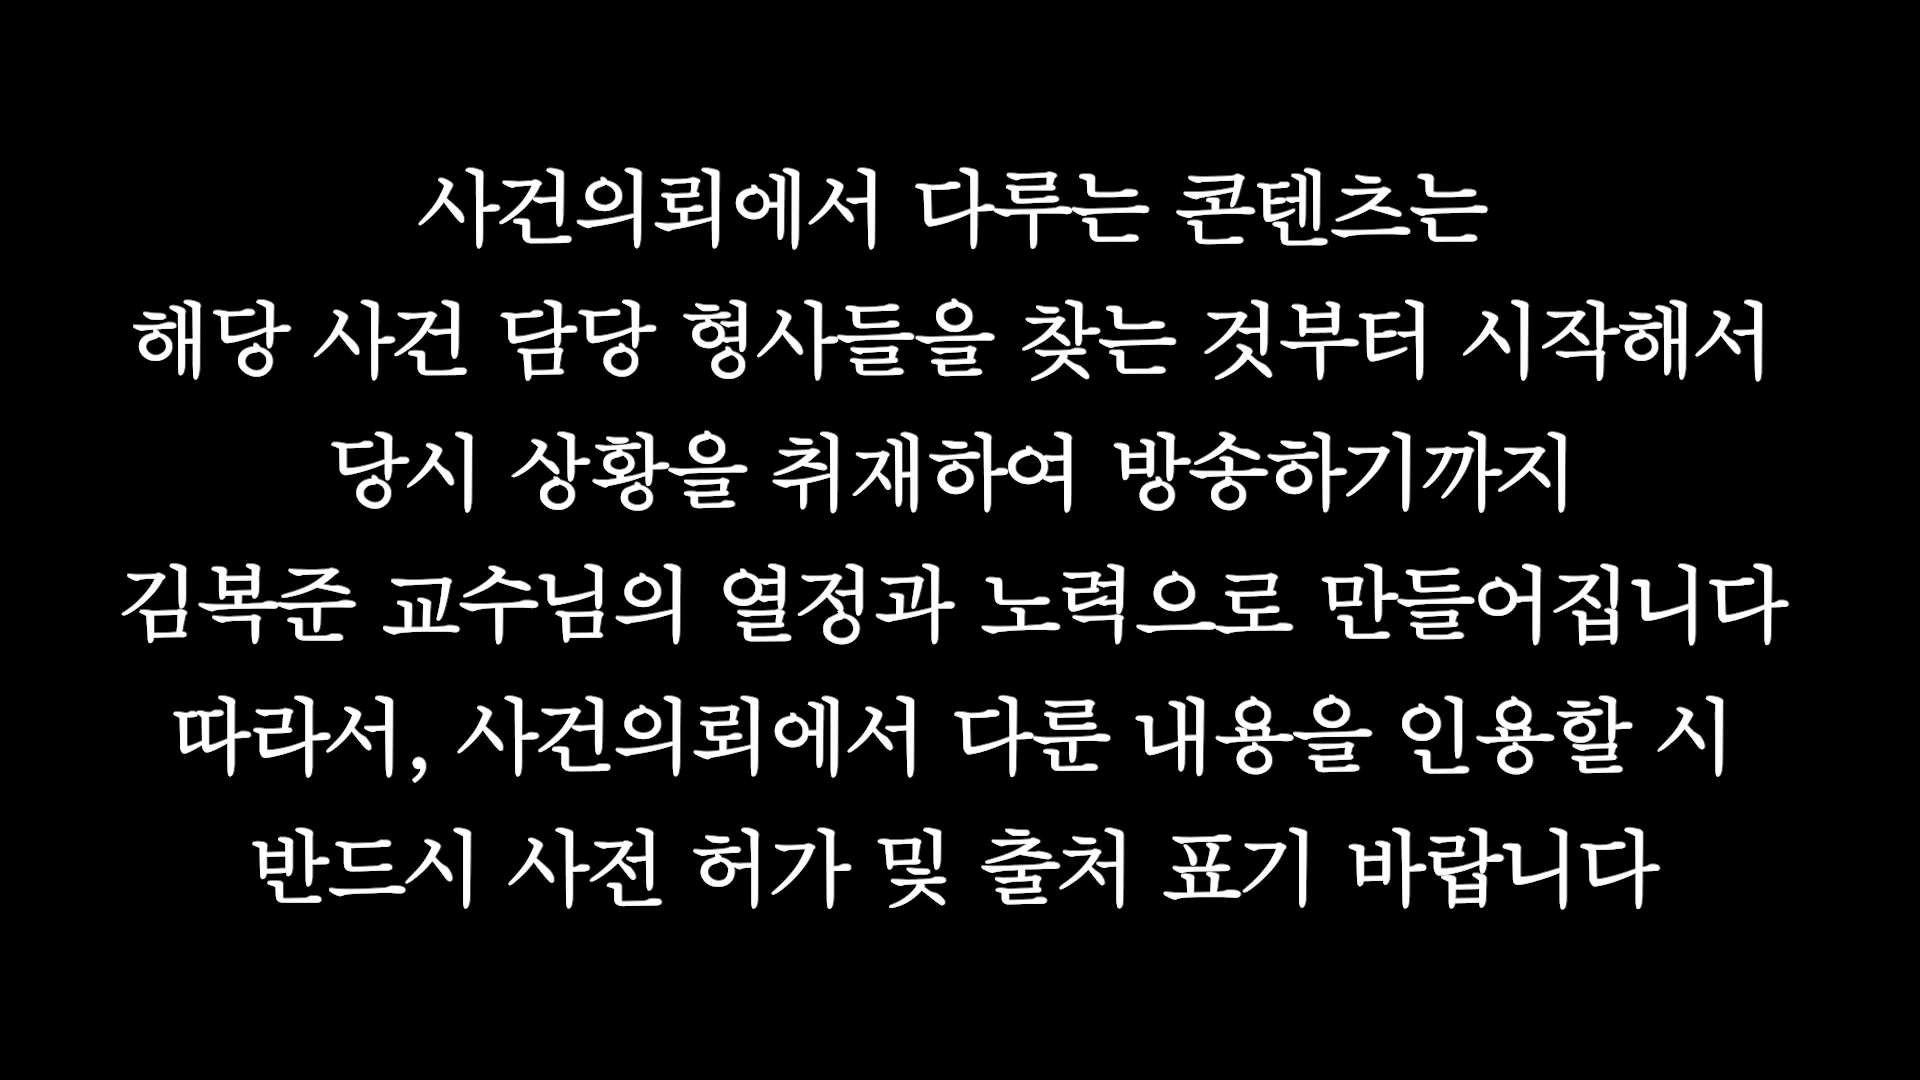 사건의뢰에서 다루는 콘텐츠는
해당 사건 담당 형사들을 찾는 것부터 시작해서
당시 상황을 취재하여 방송하기까지
김복준 교수님의 열정과 노력으로 만들어집니다
따라서, 사건의뢰에서 다룬 내용을 인용할 시
반드시 사전 허가 및 출처 표기 바랍니다